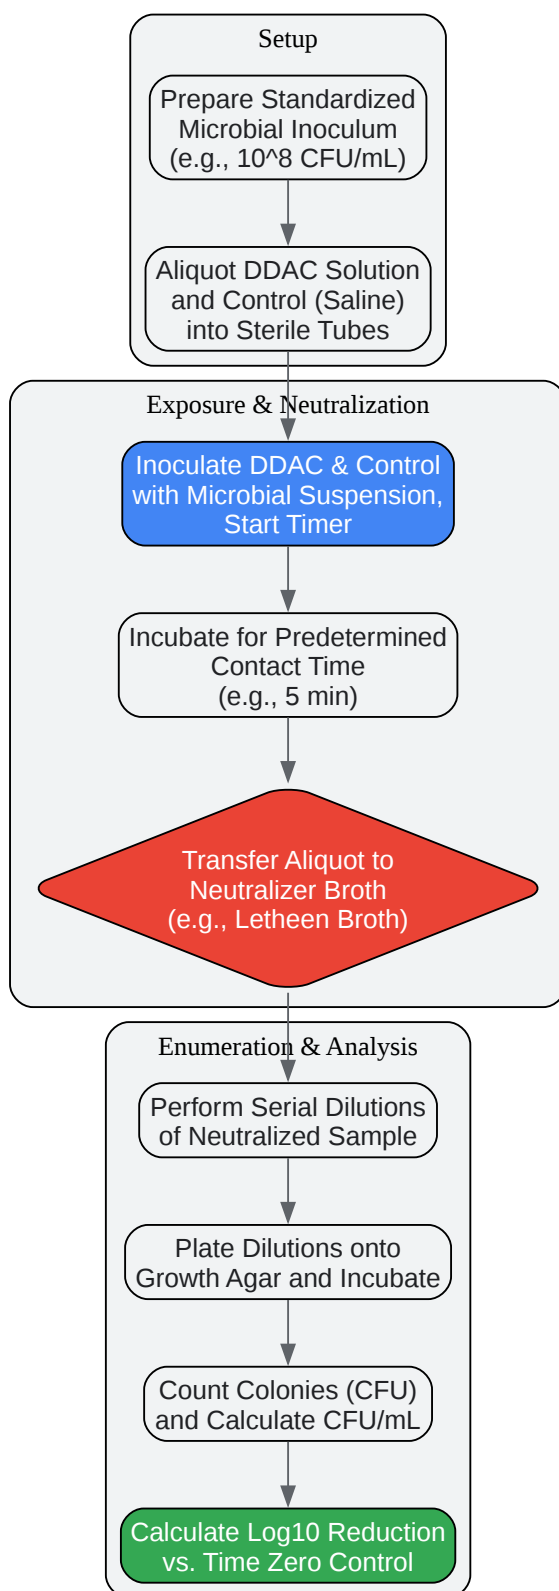 Setup
Prepare Standardized
Microbial Inoculum
(e.g., 10^8 CFU/mL)
Aliquot DDAC Solution
and Control (Saline)
into Sterile Tubes
Exposure & Neutralization
Inoculate DDAC & Control
with Microbial Suspension,
Start Timer
Incubate for Predetermined
Contact Time
(e.g., 5 min)
Transfer Aliquot to
Neutralizer Broth
(e.g., Letheen Broth)
Enumeration & Analysis
Perform Serial Dilutions
of Neutralized Sample
Plate Dilutions onto
Growth Agar and Incubate
Count Colonies (CFU)
and Calculate CFU/mL
Calculate Log10 Reduction
vs. Time Zero Control